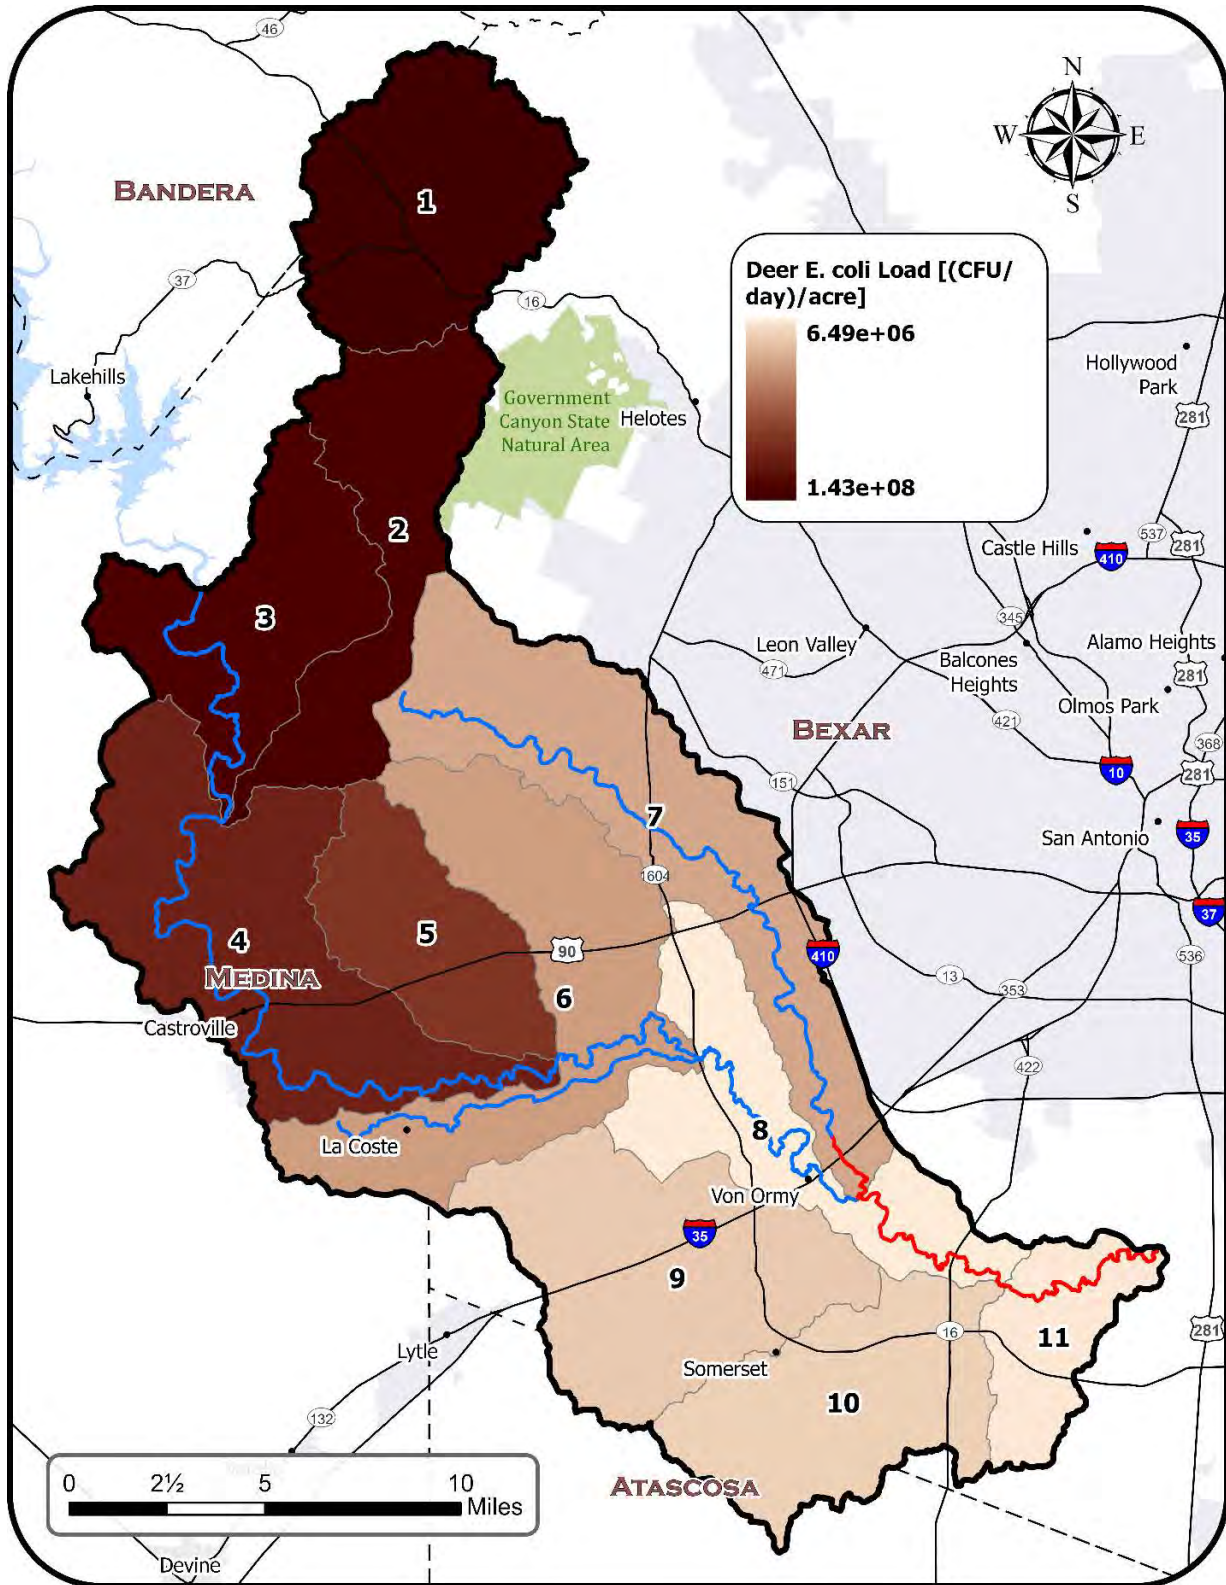 46
N
W
E
S
BANDERA
1
37
16
Deer E. coli Load [(CFU/
day)/acre]
6.49e+06
1.43e+08
Hollywood
Park
281
Lakehills
Government
Canyon State
Natural Area
Helotes
2
Castle Hills
537
281
410
3
345
Leon Valley
471
Balcones
Heights
Alamo Heights
281
Olmos Park
421
BEXAR
368
10
281
151
7
San Antonio
35
1604
37
4
5
90
410
MEDINA
6
13
353
536
Castroville
422
La Coste
8
Von Ormy
35
9
16
11
281
Lytle
Somerset
10
132
0
2½
5
10
Miles
ATASCOSA
Devine